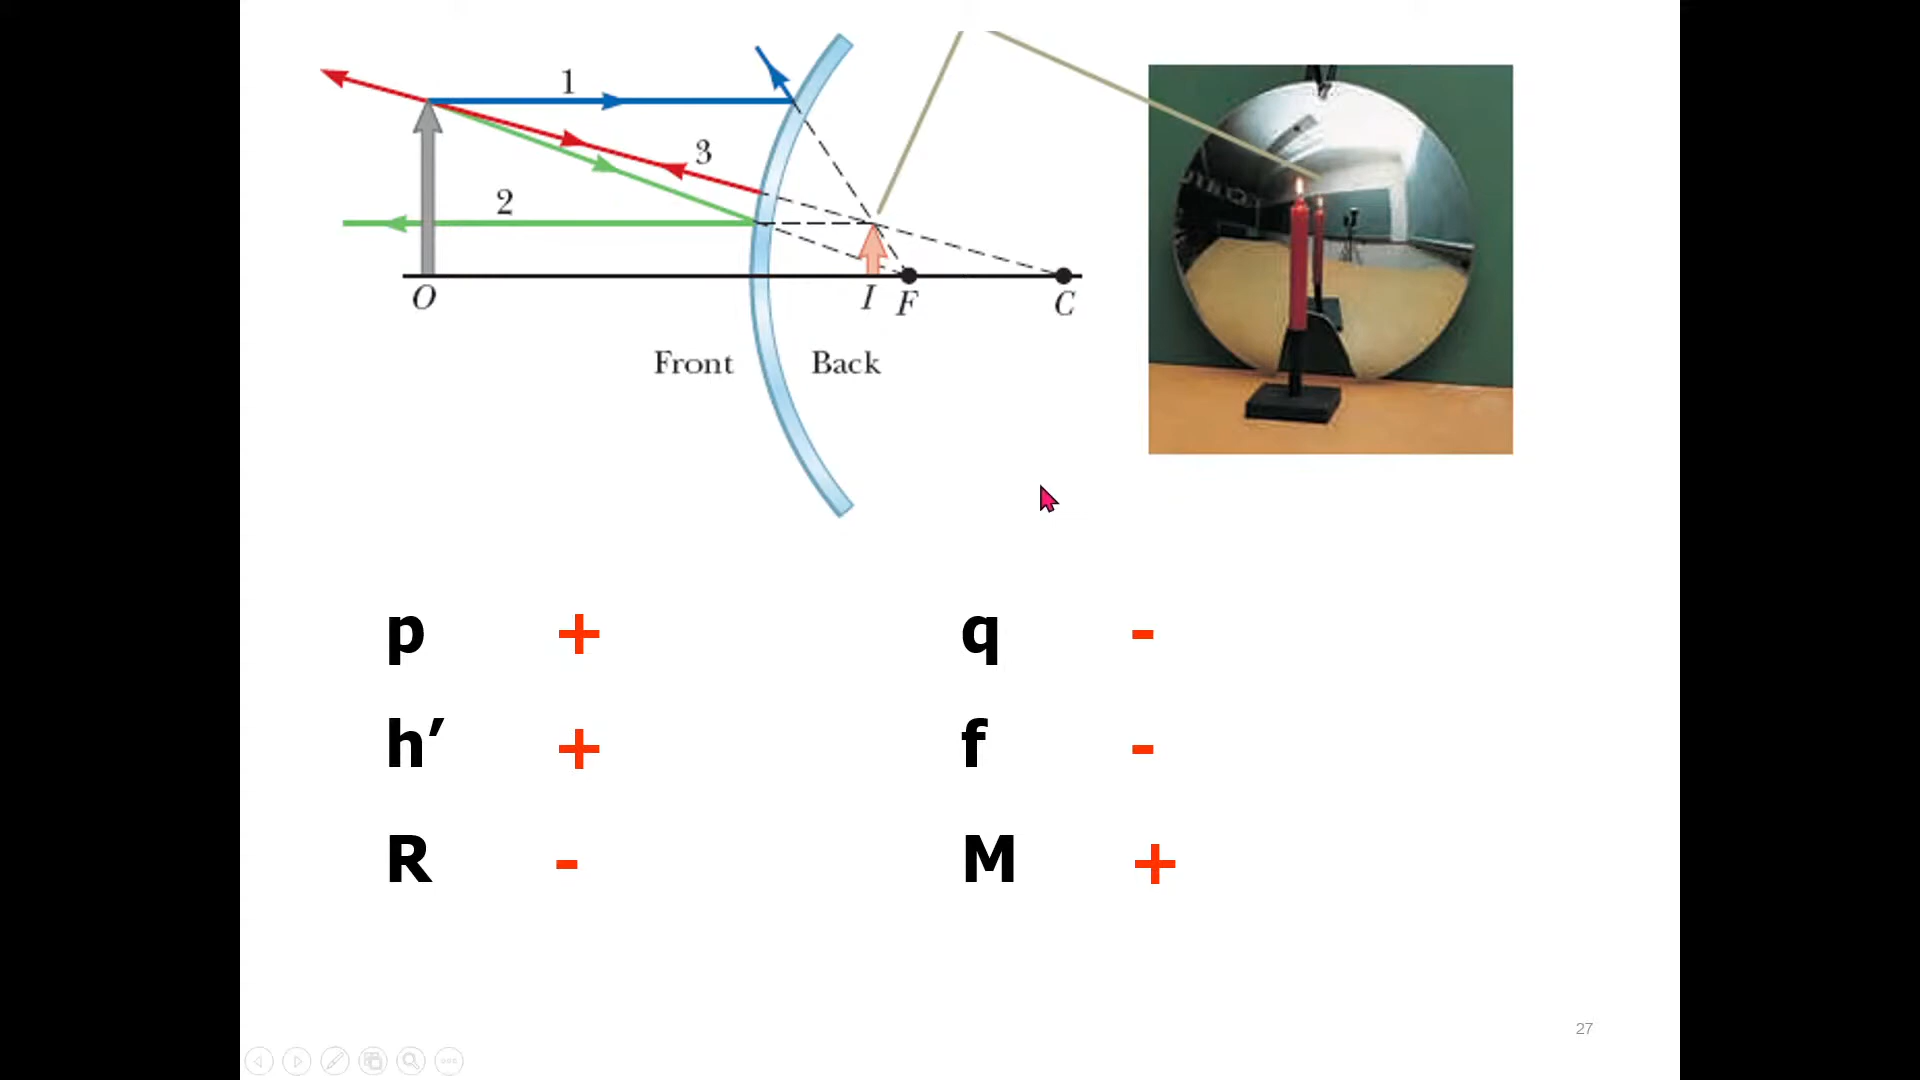 1
3
2
O
I F
C
Front Back
p + q -
h’ + f -
R - M +
27